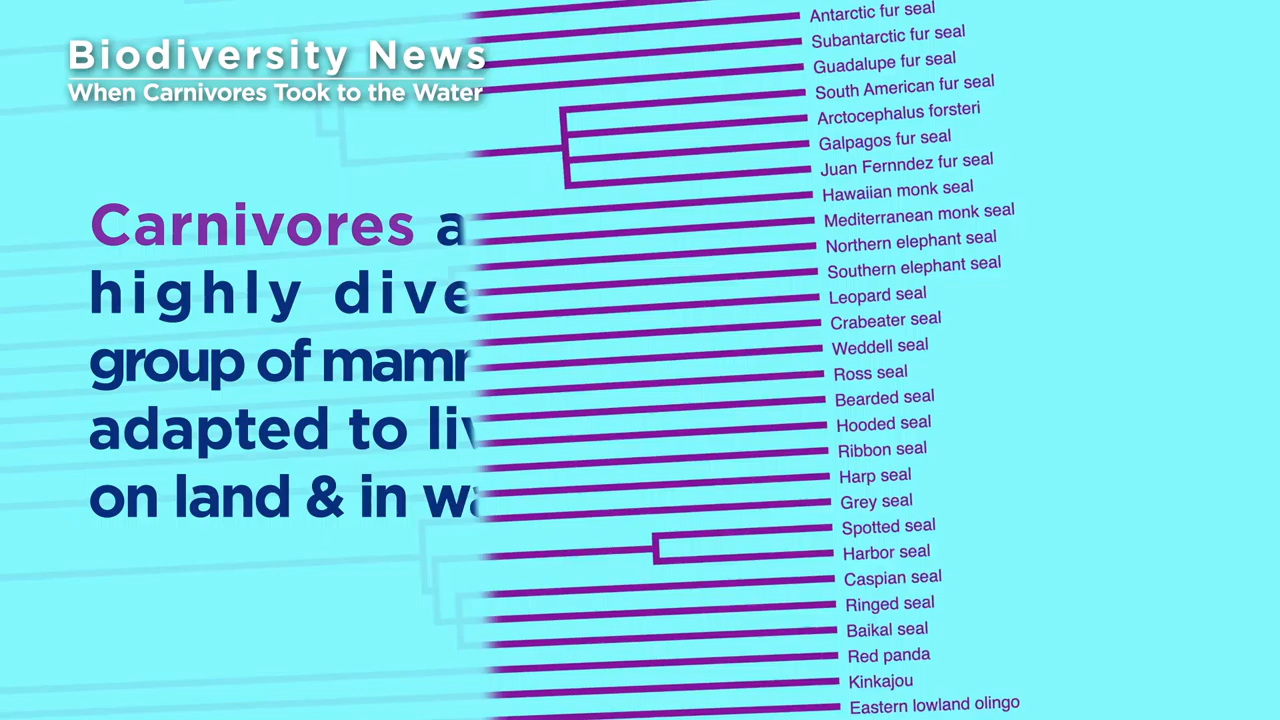 Biodiversity News
When Carnivores Took to the Water
Carnivores a
highly dive
group of mam
adapted to liv
on land & in wa
Antarctic fur seal
Subantarctic fur seal
Guadalupe fur seal
South American fur seal
Arctocephalus forsteri
Galpagos fur seal
Juan Fernndez fur seal
Hawaiian monk seal
Mediterranean monk seal
Northern elephant seal
Southern elephant seal
Leopard seal
Crabeater seal
Weddell seal
Ross seal
Bearded seal
Hooded seal
Ribbon seal
Harp seal
Grey seal
Spotted seal
Harbor seal
Caspian seal
Ringed seal
Baikal seal
Red panda
Kinkajou
Eastern lowland olingo